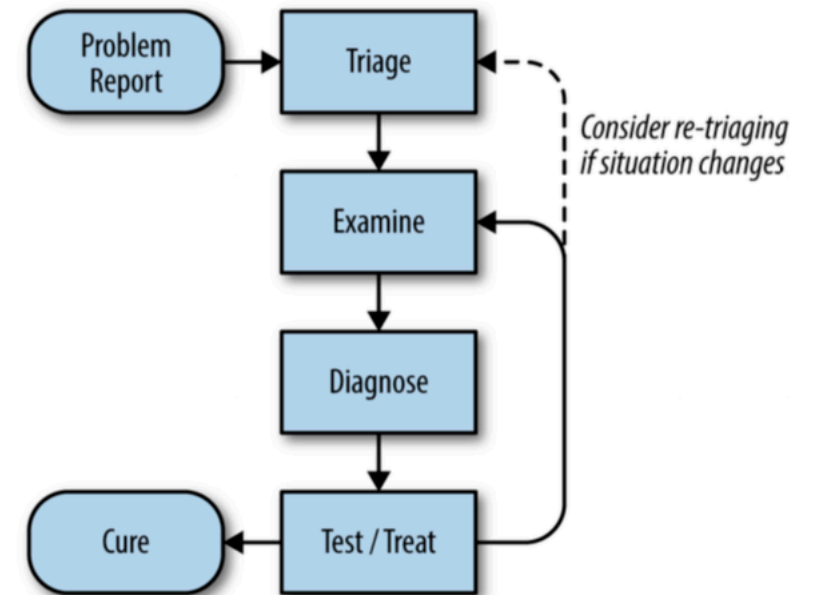 Problem
Report
Triage
Consider re-triaging
if situation changes
Examine
Diagnose
Cure
Test / Treat